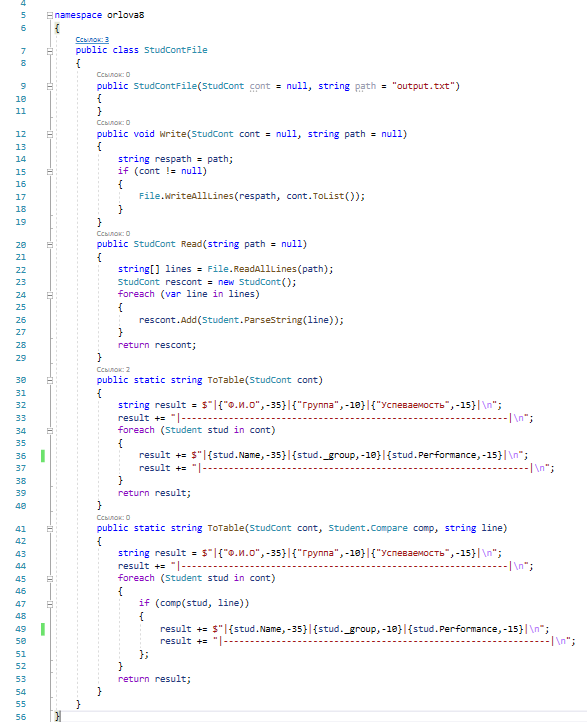 4
5 namespace orlova8
6 {
Ссылок: 3
7 public class StudContFile
8 {
Ссылок: 0
9 public StudContFile(StudCont cont = null, string path = "output.txt")
10 {
11 }
Ссылок: 0
12 public void Write(StudCont cont = null, string path = null)
13 {
14 string respath = path;
15 if (cont != null)
16 {
17 File.WriteAllLines(respath, cont.ToList());
18 }
19 }
Ссылок: 0
20 public StudCont Read(string path = null)
21 {
22 string[] lines = File.ReadAllLines(path);
23 StudCont rescont = new StudCont();
24 foreach (var line in lines)
25 {
26 rescont.Add(Student.ParseString(line));
27 }
28 return rescont;
29 }
Ссылок: 2
30 public static string ToTable(StudCont cont)
31 {
32 string result = $"|{"Ф.И.О",-35}|{"Группа",-10}|{"Успеваемость",-15}|\n";
33 result += "|--------------------------------------------------------------|\n";
34 foreach (Student stud in cont)
35 {
36 result += $"|{stud.Name,-35}|{stud._group,-10}|{stud.Performance,-15}|\n";
37 result += "|--------------------------------------------------------------|\n";
38 }
39 return result;
40 }
Ссылок: 0
41 public static string ToTable(StudCont cont, Student.Compare comp, string line)
42 {
43 string result = $"|{"Ф.И.О",-35}|{"Группа",-10}|{"Успеваемость",-15}|\n";
44 result += "|--------------------------------------------------------------|\n";
45 foreach (Student stud in cont)
46 {
47 if (comp(stud, line))
48 {
49 result += $"|{stud.Name,-35}|{stud._group,-10}|{stud.Performance,-15}|\n";
50 result += "|--------------------------------------------------------------|\n";
51 };
52 }
53 return result;
54 }
55 }
56 }